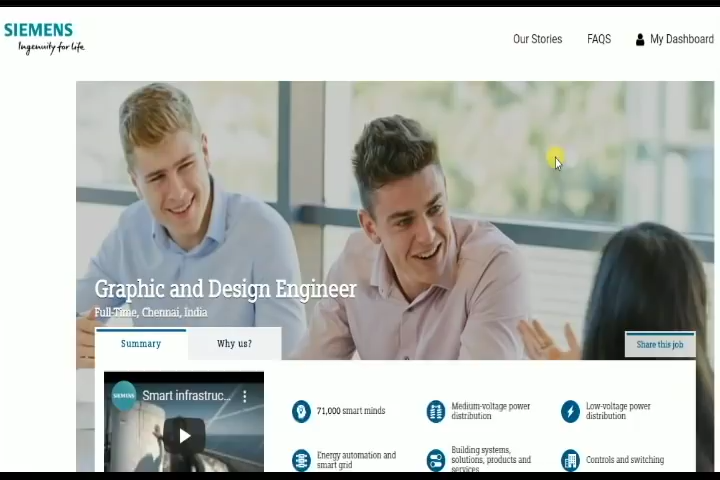 SIEMENS
Ingenuity for life
Our Stories
FAQS
My Dashboard
Graphic and Design Engineer
Full-Time, Chennai, India
Summary
Why us?
Share this job
SIEMENS
Smart infrastruc...
71,000 smart minds
Medium-voltage power
distribution
Low-voltage power
distribution
Energy automation and
smart grid
Building systems,
solutions, products and
services
Controls and switching